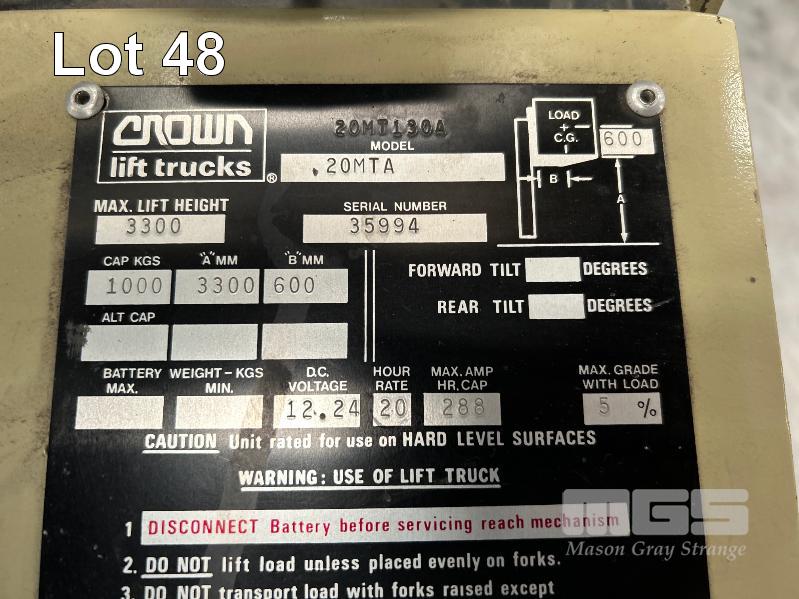 Lot 48
CROWN
lift trucks ®
20MT130A
MODEL
.20MTA
LOAD
+
C.G.
600
B
A
MAX. LIFT HEIGHT
3300
SERIAL NUMBER
35994
CAP KGS "A" MM "B" MM
1000 3300 600
ALT CAP
FORWARD TILT DEGREES
REAR TILT DEGREES
BATTERY WEIGHT-KGS
MAX. MIN.
D.C.
VOLTAGE
12.24
HOUR
RATE
20
MAX. AMP
HR. CAP
288
MAX. GRADE
WITH LOAD
5 %
CAUTION Unit rated for use on HARD LEVEL SURFACES
WARNING: USE OF LIFT TRUCK
1 DISCONNECT Battery before servicing reach mechanism
2. DO NOT lift load unless placed evenly on forks.
3. DO NOT transport load with forks raised except
MGS
Mason Gray Strange